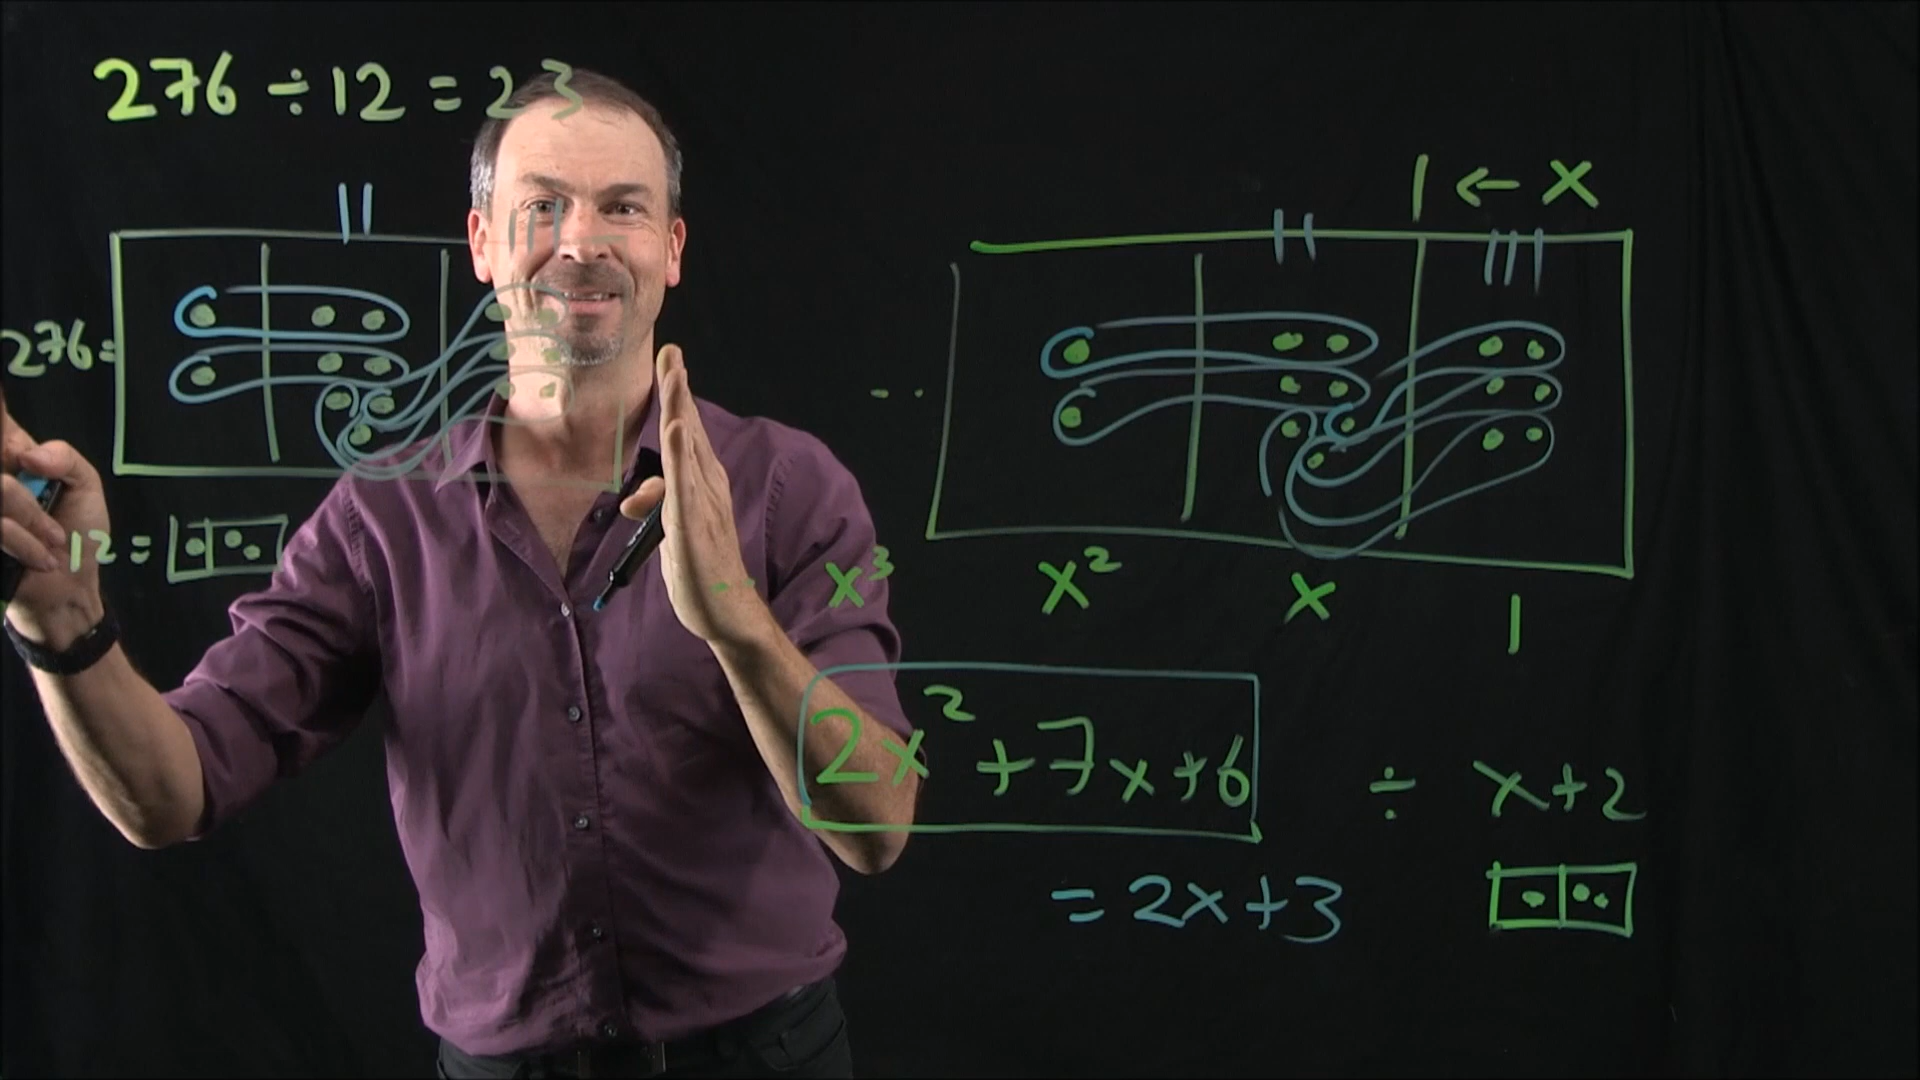 276 ÷ 12 = 23
1 ← x
276 =
12 =
x³ x² x 1
2x² + 7x + 6 ÷ x + 2
= 2x + 3